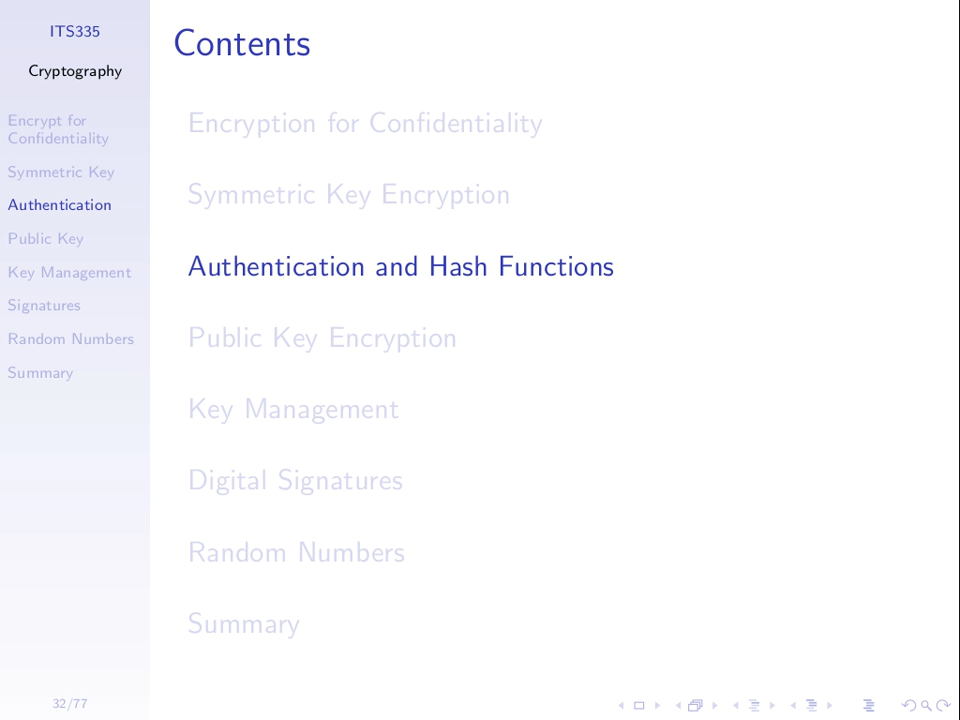 ITS335
Cryptography
Encrypt for
Confidentiality
Symmetric Key
Authentication
Public Key
Key Management
Signatures
Random Numbers
Summary
32/77
Contents
Encryption for Confidentiality
Symmetric Key Encryption
Authentication and Hash Functions
Public Key Encryption
Key Management
Digital Signatures
Random Numbers
Summary